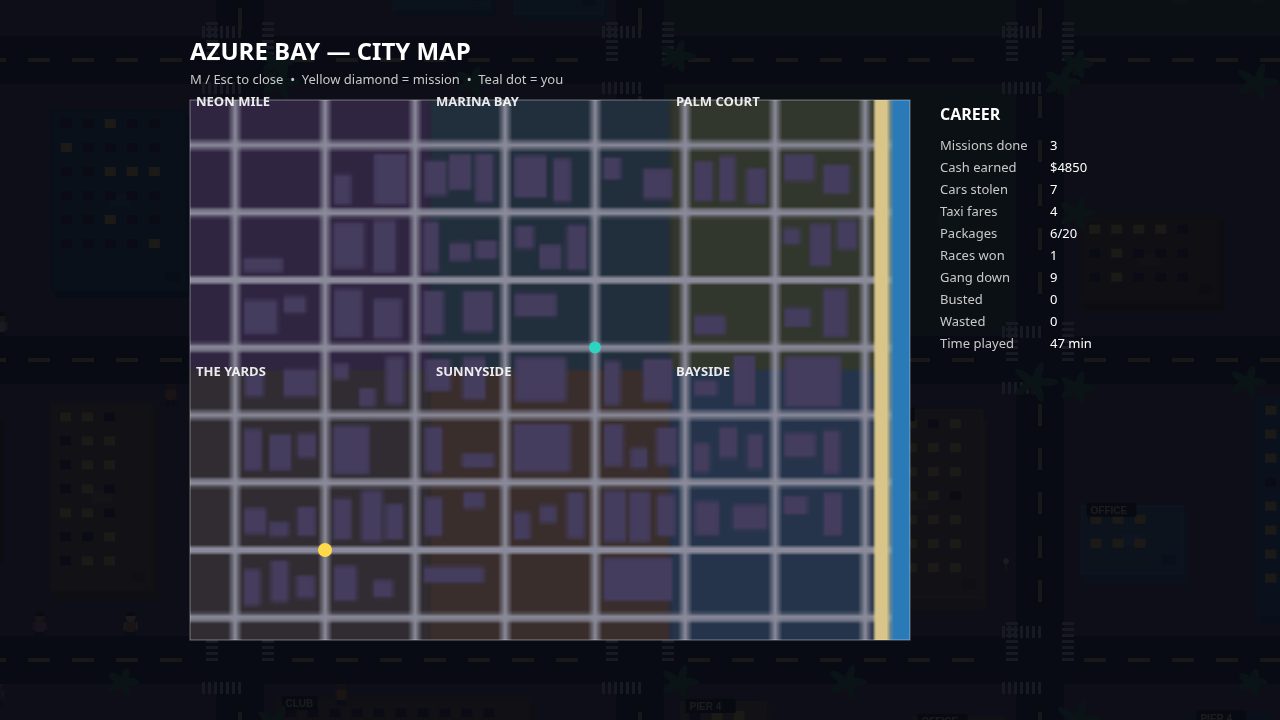 AZURE BAY — CITY MAP
M / Esc to close • Yellow diamond = mission • Teal dot = you
NEON MILE
MARINA BAY
PALM COURT
THE YARDS
SUNNYSIDE
BAYSIDE
CAREER
Missions done 3
Cash earned $4850
Cars stolen 7
Taxi fares 4
Packages 6/20
Races won 1
Gang down 9
Busted 0
Wasted 0
Time played 47 min
OFFICE
CLUB
PIER 4
OFFICE
PIER 4